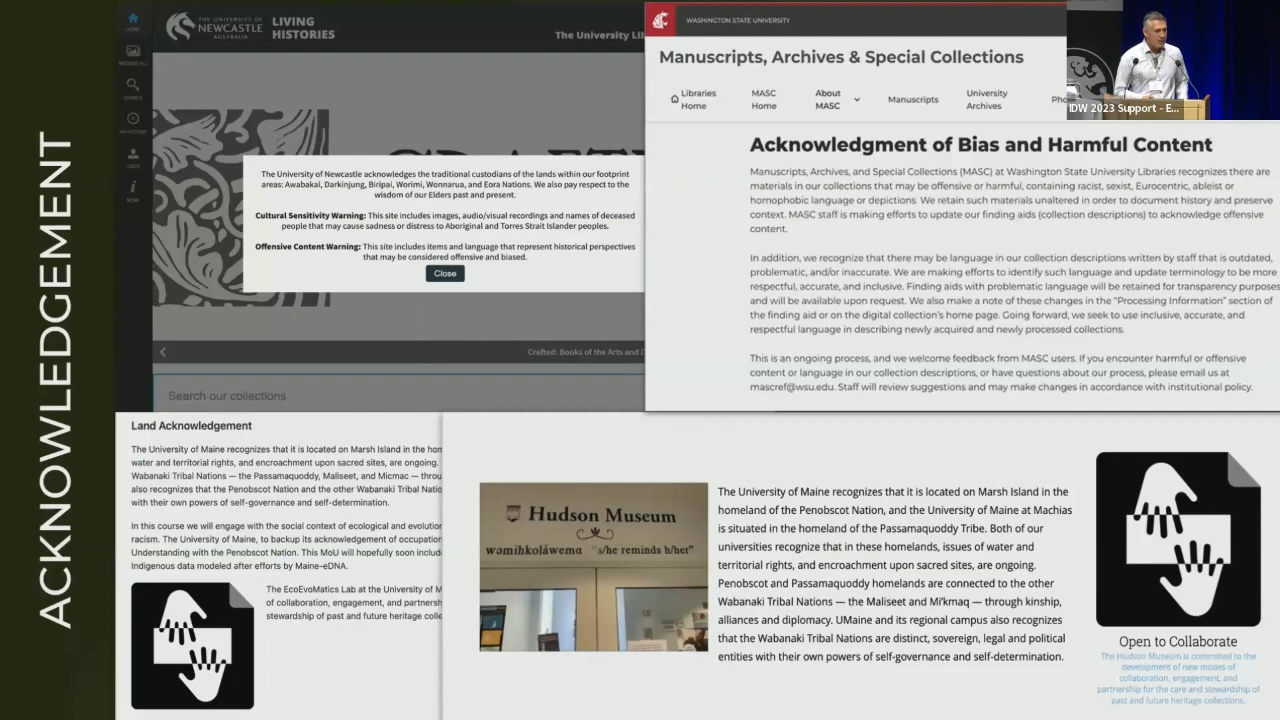 ACKNOWLEDGEMENT
THE UNIVERSITY OF
NEWCASTLE
AUSTRALIA
LIVING
HISTORIES
The University Lib
HOME
The University of Newcastle acknowledges the traditional custodians of the lands within our footprint
areas: Awabakal, Darkinjung, Biripai, Worimi, Wonnarua, and Eora Nations. We also pay respect to the
wisdom of our Elders past and present.
Cultural Sensitivity Warning: This site includes images, audio/visual recordings and names of deceased
people that may cause sadness or distress to Aboriginal and Torres Strait Islander peoples.
Offensive Content Warning: This site includes items and language that represent historical perspectives
that may be considered offensive and biased.
Close
Crafted: Books of the Arts and C
Search our collections
WASHINGTON STATE UNIVERSITY
Manuscripts, Archives & Special Collections
Libraries
Home
MASC
Home
About
MASC
Manuscripts
University
Archives
Pho
IDW 2023 Support - E...
Acknowledgment of Bias and Harmful Content
Manuscripts, Archives, and Special Collections (MASC) at Washington State University Libraries recognizes there are
materials in our collections that may be offensive or harmful, containing racist, sexist, Eurocentric, ableist or
homophobic language or depictions. We retain such materials unaltered in order to document history and preserve
context. MASC staff is making efforts to update our finding aids (collection descriptions) to acknowledge offensive
content.
In addition, we recognize that there may be language in our collection descriptions written by staff that is outdated,
problematic, and/or inaccurate. We are making efforts to identify such language and update terminology to be more
respectful, accurate, and inclusive. Finding aids with problematic language will be retained for transparency purposes
and will be available upon request. We also make a note of these changes in the "Processing Information" section of
the finding aid or on the digital collection's home page. Going forward, we seek to use inclusive, accurate, and
respectful language in describing newly acquired and newly processed collections.
This is an ongoing process, and we welcome feedback from MASC users. If you encounter harmful or offensive
content or language in our collection descriptions, or have questions about our process, please email us at
mascref@wsu.edu. Staff will review suggestions and may make changes in accordance with institutional policy.
Land Acknowledgement
The University of Maine recognizes that it is located on Marsh Island in the hom
water and territorial rights, and encroachment upon sacred sites, are ongoing.
Wabanaki Tribal Nations — the Passamaquoddy, Maliseet, and Micmac — throu
also recognizes that the Penobscot Nation and the other Wabanaki Tribal Natio
with their own powers of self-governance and self-determination.
In this course we will engage with the social context of ecological and evolution
racism. The University of Maine, to backup its acknowledgement of occupation
Understanding with the Penobscot Nation. This MoU will hopefully soon include
Indigenous data modeled after efforts by Maine-eDNA.
The EcoEvoMatics Lab at the University of M
of collaboration, engagement, and partnersh
stewardship of past and future heritage colle
Hudson Museum
wəmihkoláwəma "s/he reminds h/her"
The University of Maine recognizes that it is located on Marsh Island in the
homeland of the Penobscot Nation, and the University of Maine at Machias
is situated in the homeland of the Passamaquoddy Tribe. Both of our
universities recognize that in these homelands, issues of water and
territorial rights, and encroachment upon sacred sites, are ongoing.
Penobscot and Passamaquoddy homelands are connected to the other
Wabanaki Tribal Nations — the Maliseet and Mi'kmaq — through kinship,
alliances and diplomacy. UMaine and its regional campus also recognizes
that the Wabanaki Tribal Nations are distinct, sovereign, legal and political
entities with their own powers of self-governance and self-determination.
Open to Collaborate
The Hudson Museum is committed to the
development of new modes of
collaboration, engagement, and
partnership for the care and stewardship of
past and future heritage collections.